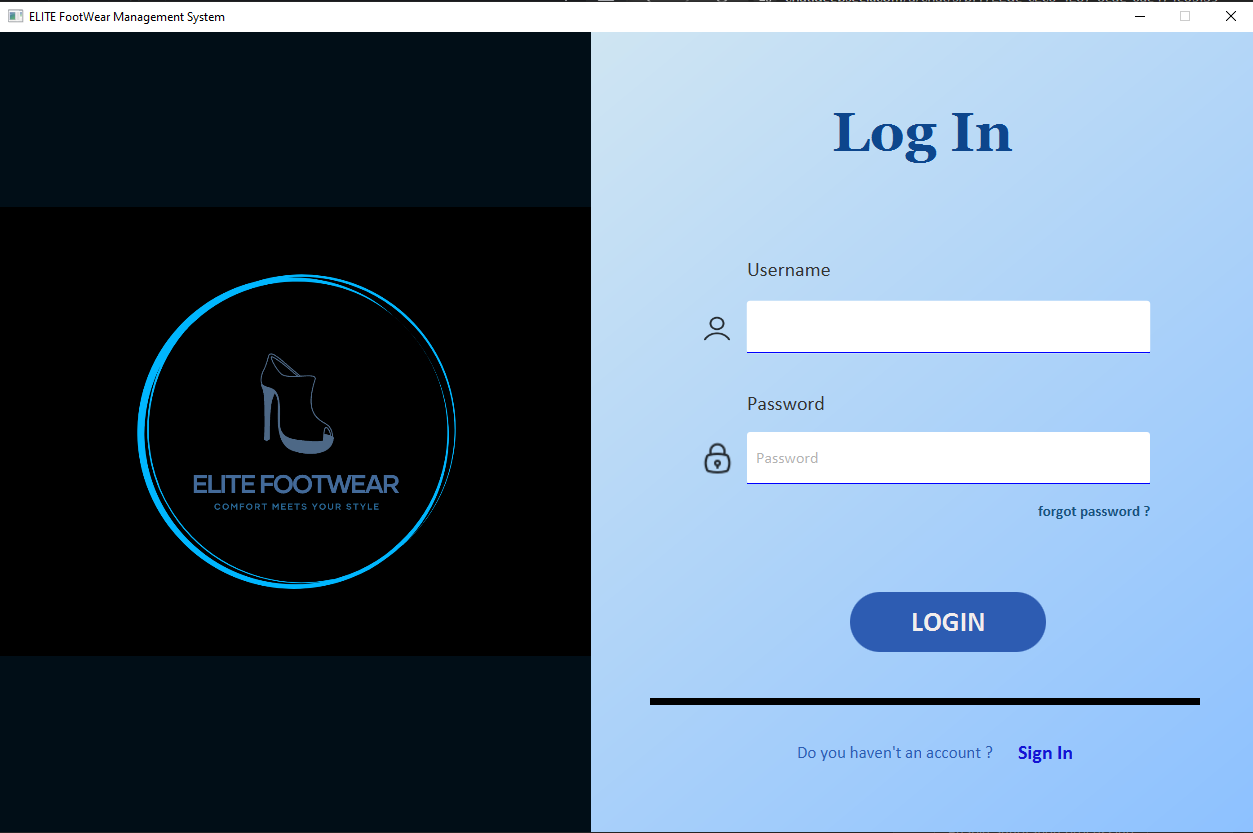 ELITE FootWear Management System
ELITE FOOTWEAR
COMFORT MEETS YOUR STYLE
Log In
Username
Password
Password
forgot password ?
LOGIN
Do you haven't an account ? Sign In